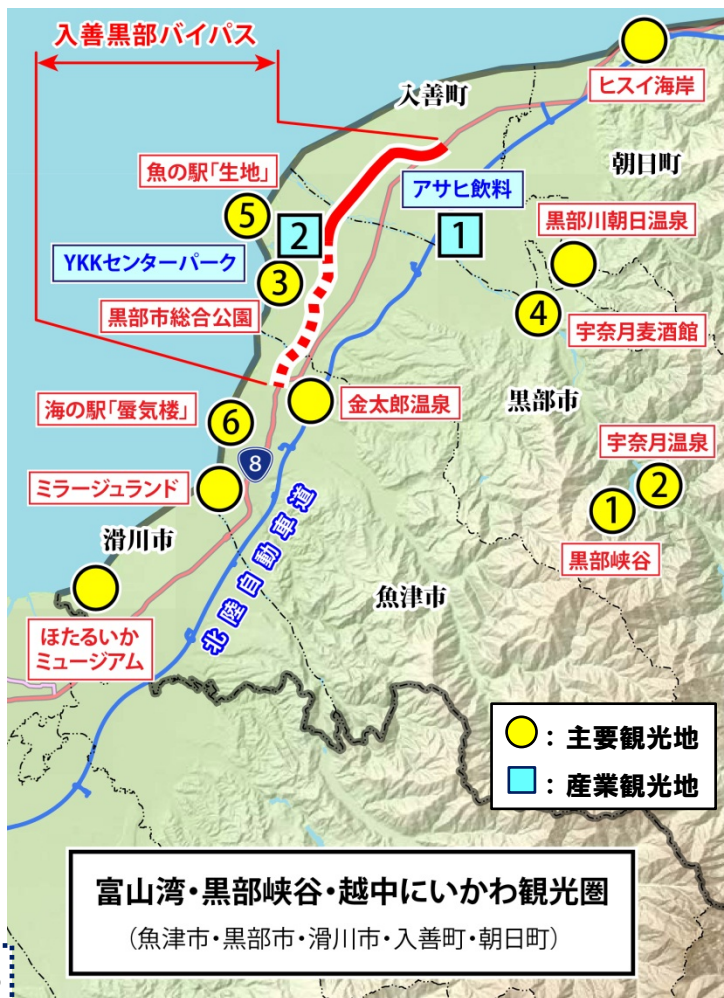 入善黒部バイパス
入善町
ヒスイ海岸
朝日町
魚の駅「生地」
アサヒ飲料
5
2
1
黒部川朝日温泉
YKKセンターパーク
3
黒部市総合公園
4
宇奈月麦酒館
海の駅「蜃気楼」
金太郎温泉
黒部市
6
8
宇奈月温泉
ミラージュランド
2
1
滑川市
北陸自動車道
黒部峡谷
魚津市
ほたるいか
ミュージアム
:主要観光地
:産業観光地
富山湾・黒部峡谷・越中にいかわ観光圏
(魚津市・黒部市・滑川市・入善町・朝日町)